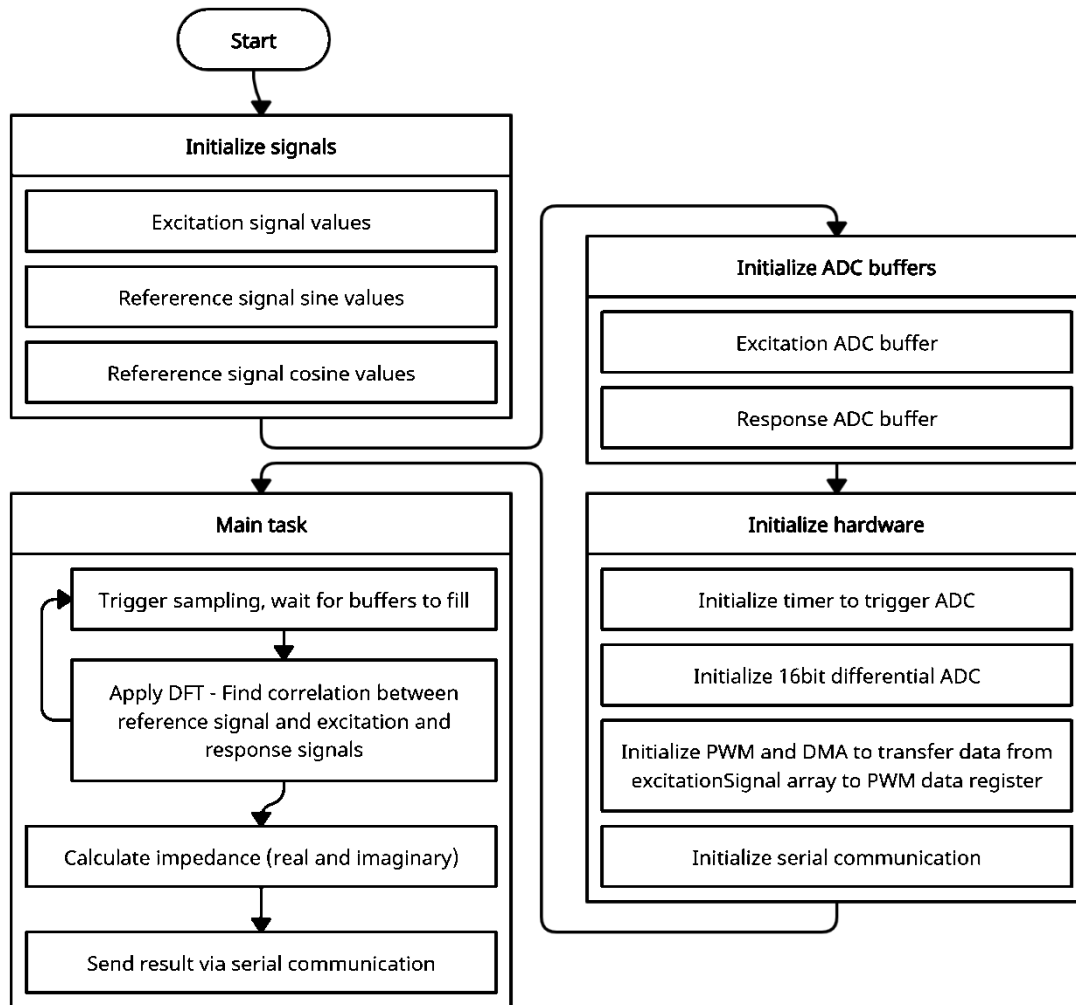 Start
Initialize signals
Excitation signal values
Refererence signal sine values
Refererence signal cosine values
Initialize ADC buffers
Excitation ADC buffer
Response ADC buffer
Initialize hardware
Initialize timer to trigger ADC
Initialize 16bit differential ADC
Initialize PWM and DMA to transfer data from
excitationSignal array to PWM data register
Initialize serial communication
Main task
Trigger sampling, wait for buffers to fill
Apply DFT - Find correlation between
reference signal and excitation and
response signals
Calculate impedance (real and imaginary)
Send result via serial communication